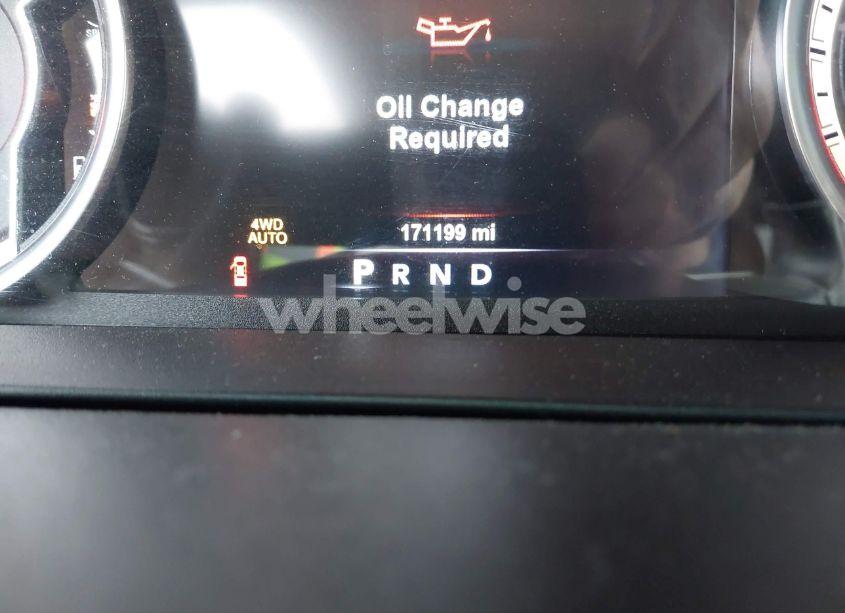 Oil Change
Required
4WD
AUTO
171199 mi
P R N D
wheelwise